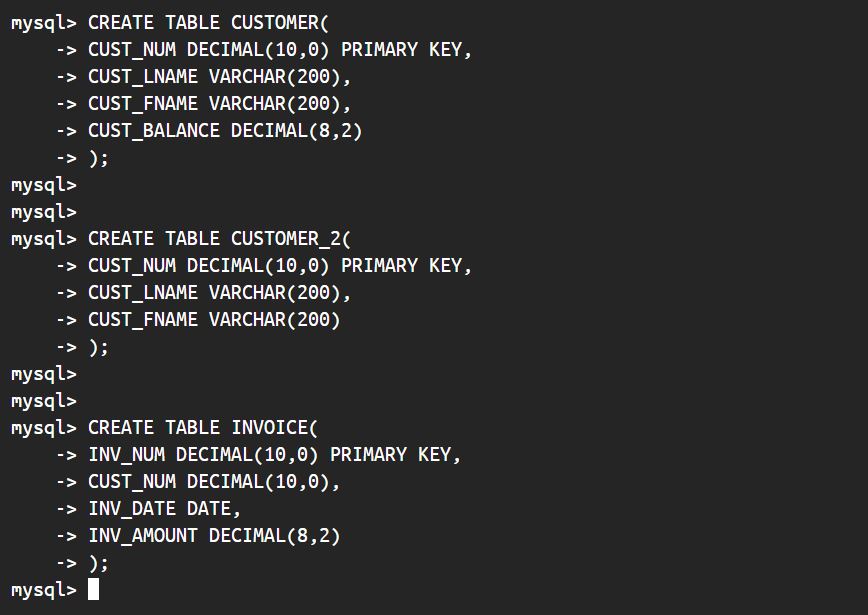 mysql> CREATE TABLE CUSTOMER(
    -> CUST_NUM DECIMAL(10,0) PRIMARY KEY,
    -> CUST_LNAME VARCHAR(200),
    -> CUST_FNAME VARCHAR(200),
    -> CUST_BALANCE DECIMAL(8,2)
    -> );
mysql>
mysql>
mysql> CREATE TABLE CUSTOMER_2(
    -> CUST_NUM DECIMAL(10,0) PRIMARY KEY,
    -> CUST_LNAME VARCHAR(200),
    -> CUST_FNAME VARCHAR(200)
    -> );
mysql>
mysql>
mysql> CREATE TABLE INVOICE(
    -> INV_NUM DECIMAL(10,0) PRIMARY KEY,
    -> CUST_NUM DECIMAL(10,0),
    -> INV_DATE DATE,
    -> INV_AMOUNT DECIMAL(8,2)
    -> );
mysql>